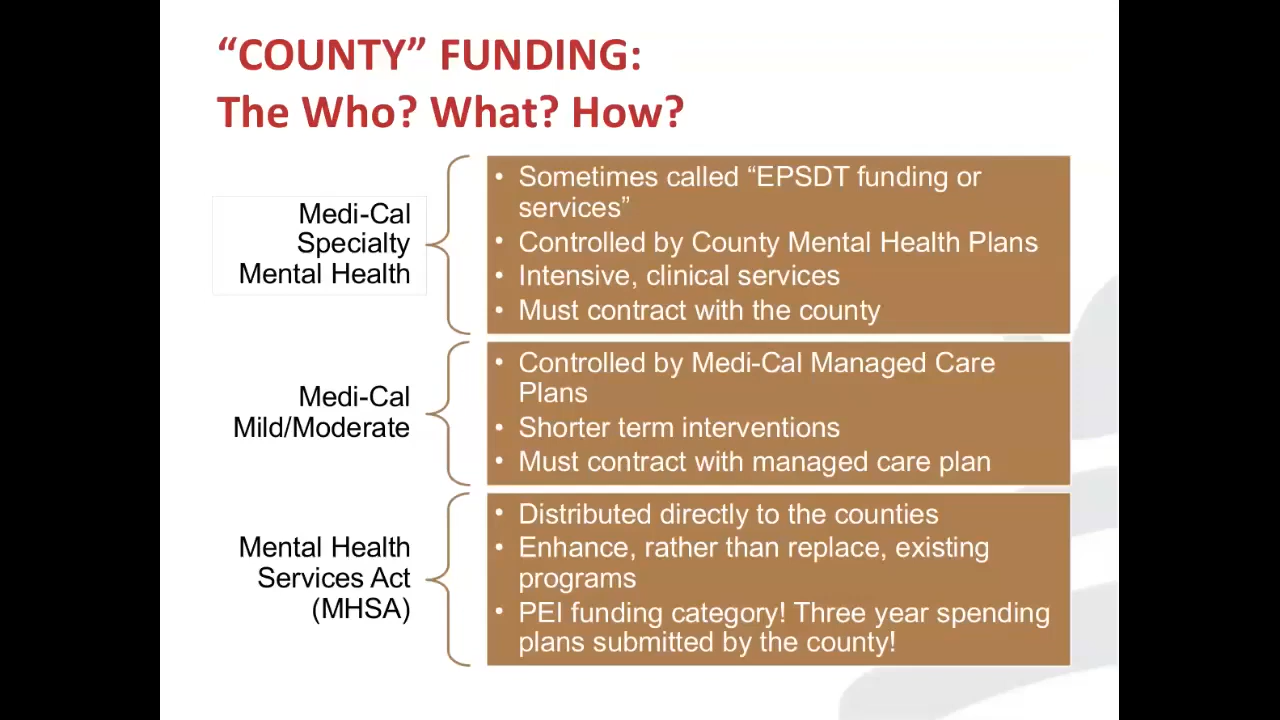 “COUNTY” FUNDING:
The Who? What? How?
Medi-Cal
Specialty
Mental Health
• Sometimes called “EPSDT funding or
services”
• Controlled by County Mental Health Plans
• Intensive, clinical services
• Must contract with the county
Medi-Cal
Mild/Moderate
• Controlled by Medi-Cal Managed Care
Plans
• Shorter term interventions
• Must contract with managed care plan
Mental Health
Services Act
(MHSA)
• Distributed directly to the counties
• Enhance, rather than replace, existing
programs
• PEI funding category! Three year spending
plans submitted by the county!